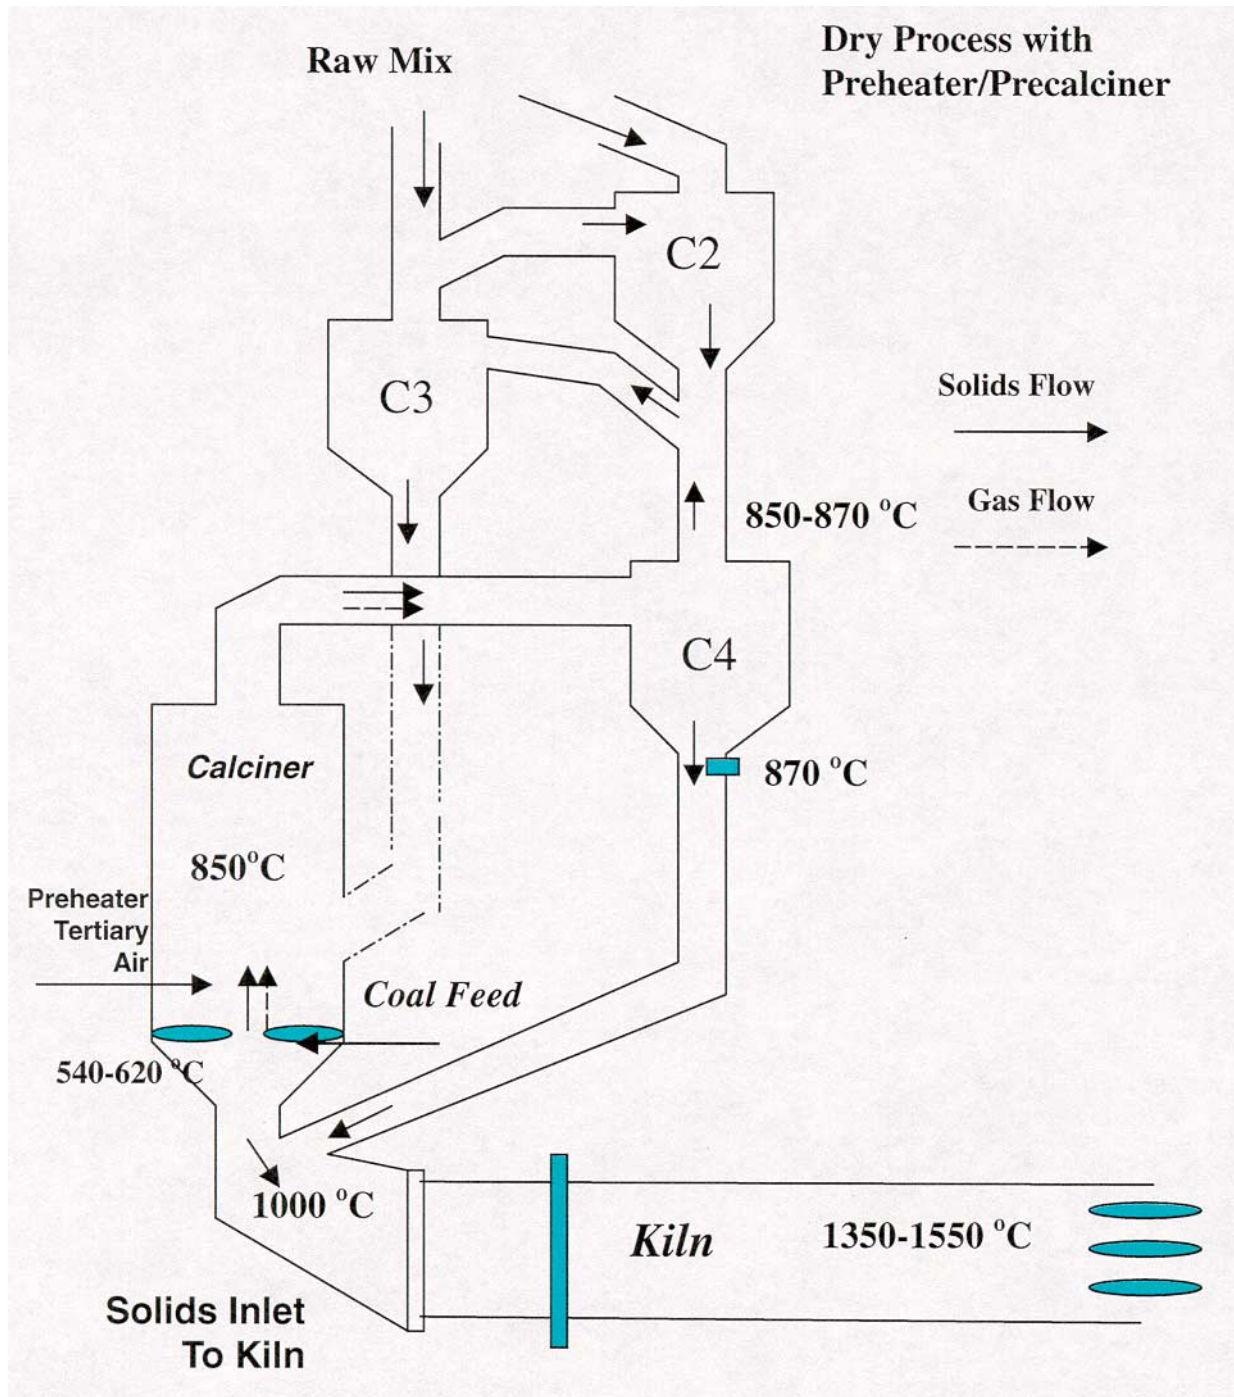 Raw Mix
Dry Process with
Preheater/Precalciner
C2
C3
Solids Flow
Gas Flow
850-870 °C
C4
Calciner
870 °C
850°C
Preheater
Tertiary
Air
Coal Feed
540-620 °C
1000 °C
Kiln
1350-1550 °C
Solids Inlet
To Kiln